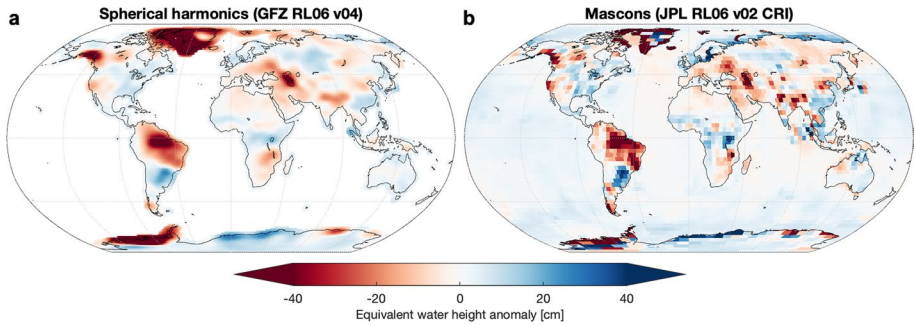 a Spherical harmonics (GFZ RL06 v04)
b Mascons (JPL RL06 v02 CRI)
-40 -20 0 20 40
Equivalent water height anomaly [cm]